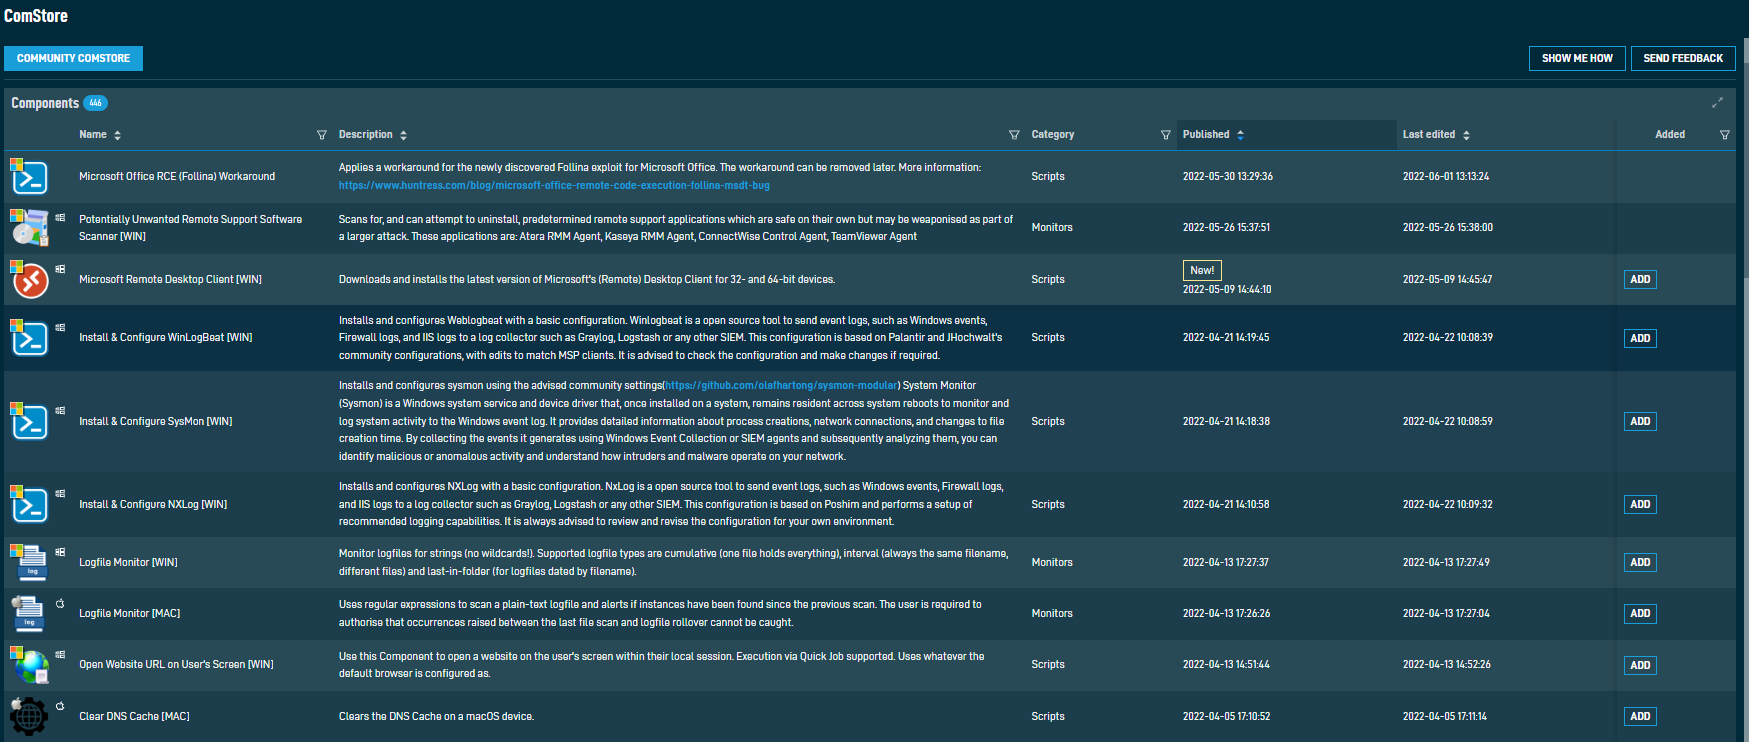 ComStore
COMMUNITY COMSTORE
SHOW ME HOW
SEND FEEDBACK
Components 446
Name Description Category Published Last edited Added
Microsoft Office RCE (Follina) Workaround
Applies a workaround for the newly discovered Follina exploit for Microsoft Office. The workaround can be removed later. More information:
https://www.huntress.com/blog/microsoft-office-remote-code-execution-follina-msdt-bug
Scripts
2022-05-30 13:29:36
2022-06-01 13:13:24
Potentially Unwanted Remote Support Software
Scanner [WIN]
Scans for, and can attempt to uninstall, predetermined remote support applications which are safe on their own but may be weaponised as part of
a larger attack. These applications are: Atera RMM Agent, Kaseya RMM Agent, ConnectWise Control Agent, TeamViewer Agent
Monitors
2022-05-26 15:37:51
2022-05-26 15:38:00
Microsoft Remote Desktop Client [WIN]
Downloads and installs the latest version of Microsoft's (Remote) Desktop Client for 32- and 64-bit devices.
Scripts
New!
2022-05-09 14:44:10
2022-05-09 14:45:47
ADD
Install & Configure WinLogBeat [WIN]
Installs and configures Weblogbeat with a basic configuration. Winlogbeat is a open source tool to send event logs, such as Windows events,
Firewall logs, and IIS logs to a log collector such as Graylog, Logstash or any other SIEM. This configuration is based on Palantir and JHochwalt's
community configurations, with edits to match MSP clients. It is advised to check the configuration and make changes if required.
Scripts
2022-04-21 14:19:45
2022-04-22 10:08:39
ADD
Install & Configure SysMon [WIN]
Installs and configures sysmon using the advised community settings(https://github.com/olafhartong/sysmon-modular) System Monitor
(Sysmon) is a Windows system service and device driver that, once installed on a system, remains resident across system reboots to monitor and
log system activity to the Windows event log. It provides detailed information about process creations, network connections, and changes to file
creation time. By collecting the events it generates using Windows Event Collection or SIEM agents and subsequently analyzing them, you can
identify malicious or anomalous activity and understand how intruders and malware operate on your network.
Scripts
2022-04-21 14:18:38
2022-04-22 10:08:59
ADD
Install & Configure NXLog [WIN]
Installs and configures NXLog with a basic configuration. NxLog is a open source tool to send event logs, such as Windows events, Firewall logs,
and IIS logs to a log collector such as Graylog, Logstash or any other SIEM. This configuration is based on Poshim and performs a setup of
recommended logging capabilities. It is always advised to review and revise the configuration for your own environment.
Scripts
2022-04-21 14:10:58
2022-04-22 10:09:32
ADD
log
Logfile Monitor [WIN]
Monitor logfiles for strings (no wildcards!). Supported logfile types are cumulative (one file holds everything), interval (always the same filename,
different files) and last-in-folder (for logfiles dated by filename).
Monitors
2022-04-13 17:27:37
2022-04-13 17:27:49
ADD
log
Logfile Monitor [MAC]
Uses regular expressions to scan a plain-text logfile and alerts if instances have been found since the previous scan. The user is required to
authorise that occurrences raised between the last file scan and logfile rollover cannot be caught.
Monitors
2022-04-13 17:26:26
2022-04-13 17:27:04
ADD
Open Website URL on User's Screen [WIN]
Use this Component to open a website on the user's screen within their local session. Execution via Quick Job supported. Uses whatever the
default browser is configured as.
Scripts
2022-04-13 14:51:44
2022-04-13 14:52:26
ADD
Clear DNS Cache [MAC]
Clears the DNS Cache on a macOS device.
Scripts
2022-04-05 17:10:52
2022-04-05 17:11:14
ADD